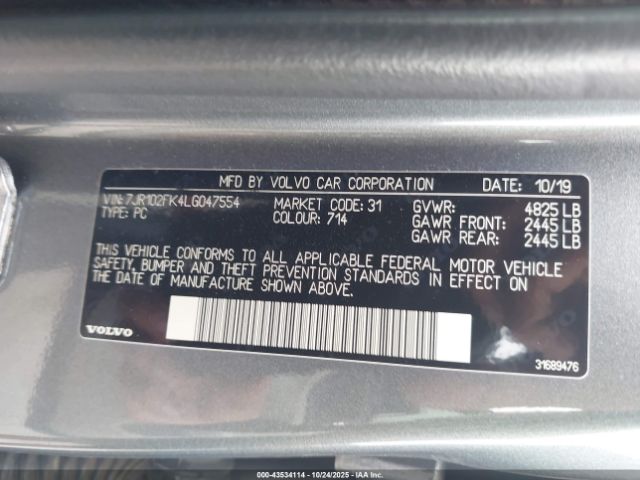 MFD BY VOLVO CAR CORPORATION DATE: 10/19
VIN: 7JR102FK4LG047554 MARKET CODE: 31 GVWR: 4825 LB
TYPE: PC COLOUR: 714 GAWR FRONT: 2445 LB
GAWR REAR: 2445 LB
THIS VEHICLE CONFORMS TO ALL APPLICABLE FEDERAL MOTOR VEHICLE
SAFETY, BUMPER AND THEFT PREVENTION STANDARDS IN EFFECT ON
THE DATE OF MANUFACTURE SHOWN ABOVE.
VOLVO
31689476
000-43534114 - 10/24/2025 - IAAI.COM